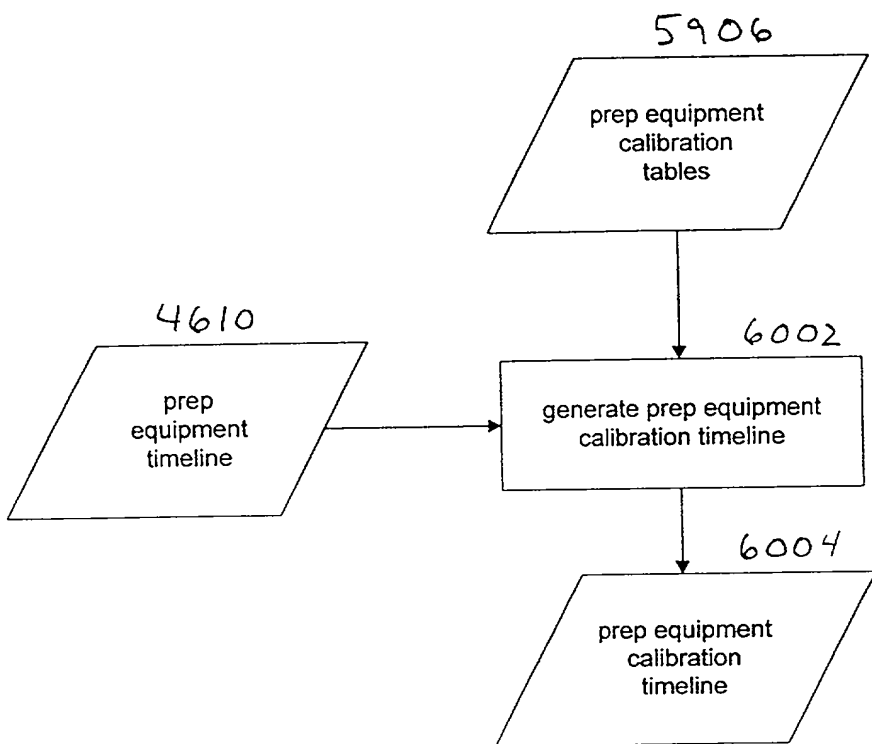 5906
prep equipment
calibration
tables
4610
prep
equipment
timeline
6002
generate prep equipment
calibration timeline
6004
prep equipment
calibration
timeline